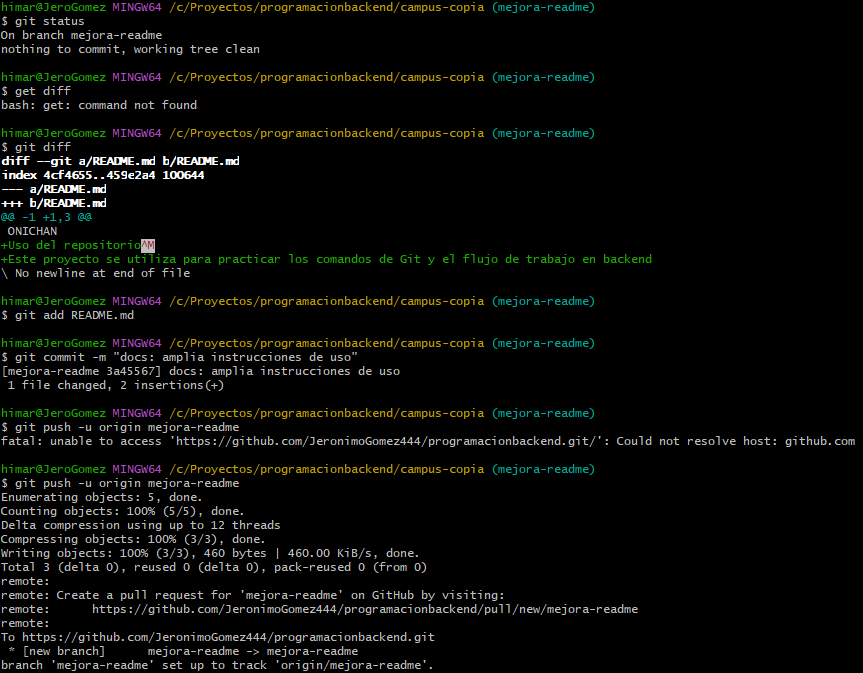 himar@JeroGomez MINGW64 /c/Proyectos/programacionbackend/campus-copia (mejora-readme)
$ git status
On branch mejora-readme
nothing to commit, working tree clean

himar@JeroGomez MINGW64 /c/Proyectos/programacionbackend/campus-copia (mejora-readme)
$ get diff
bash: get: command not found

himar@JeroGomez MINGW64 /c/Proyectos/programacionbackend/campus-copia (mejora-readme)
$ git diff
diff --git a/README.md b/README.md
index 4cf4655..459e2a4 100644
--- a/README.md
+++ b/README.md
@@ -1 +1,3 @@
 ONICHAN
+Uso del repositorio^M
+Este proyecto se utiliza para practicar los comandos de Git y el flujo de trabajo en backend
\ No newline at end of file

himar@JeroGomez MINGW64 /c/Proyectos/programacionbackend/campus-copia (mejora-readme)
$ git add README.md

himar@JeroGomez MINGW64 /c/Proyectos/programacionbackend/campus-copia (mejora-readme)
$ git commit -m "docs: amplia instrucciones de uso"
[mejora-readme 3a45567] docs: amplia instrucciones de uso
 1 file changed, 2 insertions(+)

himar@JeroGomez MINGW64 /c/Proyectos/programacionbackend/campus-copia (mejora-readme)
$ git push -u origin mejora-readme
fatal: unable to access 'https://github.com/JeronimoGomez444/programacionbackend.git/': Could not resolve host: github.com

himar@JeroGomez MINGW64 /c/Proyectos/programacionbackend/campus-copia (mejora-readme)
$ git push -u origin mejora-readme
Enumerating objects: 5, done.
Counting objects: 100% (5/5), done.
Delta compression using up to 12 threads
Compressing objects: 100% (3/3), done.
Writing objects: 100% (3/3), 460 bytes | 460.00 KiB/s, done.
Total 3 (delta 0), reused 0 (delta 0), pack-reused 0 (from 0)
remote:
remote: Create a pull request for 'mejora-readme' on GitHub by visiting:
remote:      https://github.com/JeronimoGomez444/programacionbackend/pull/new/mejora-readme
remote:
To https://github.com/JeronimoGomez444/programacionbackend.git
 * [new branch]      mejora-readme -> mejora-readme
branch 'mejora-readme' set up to track 'origin/mejora-readme'.